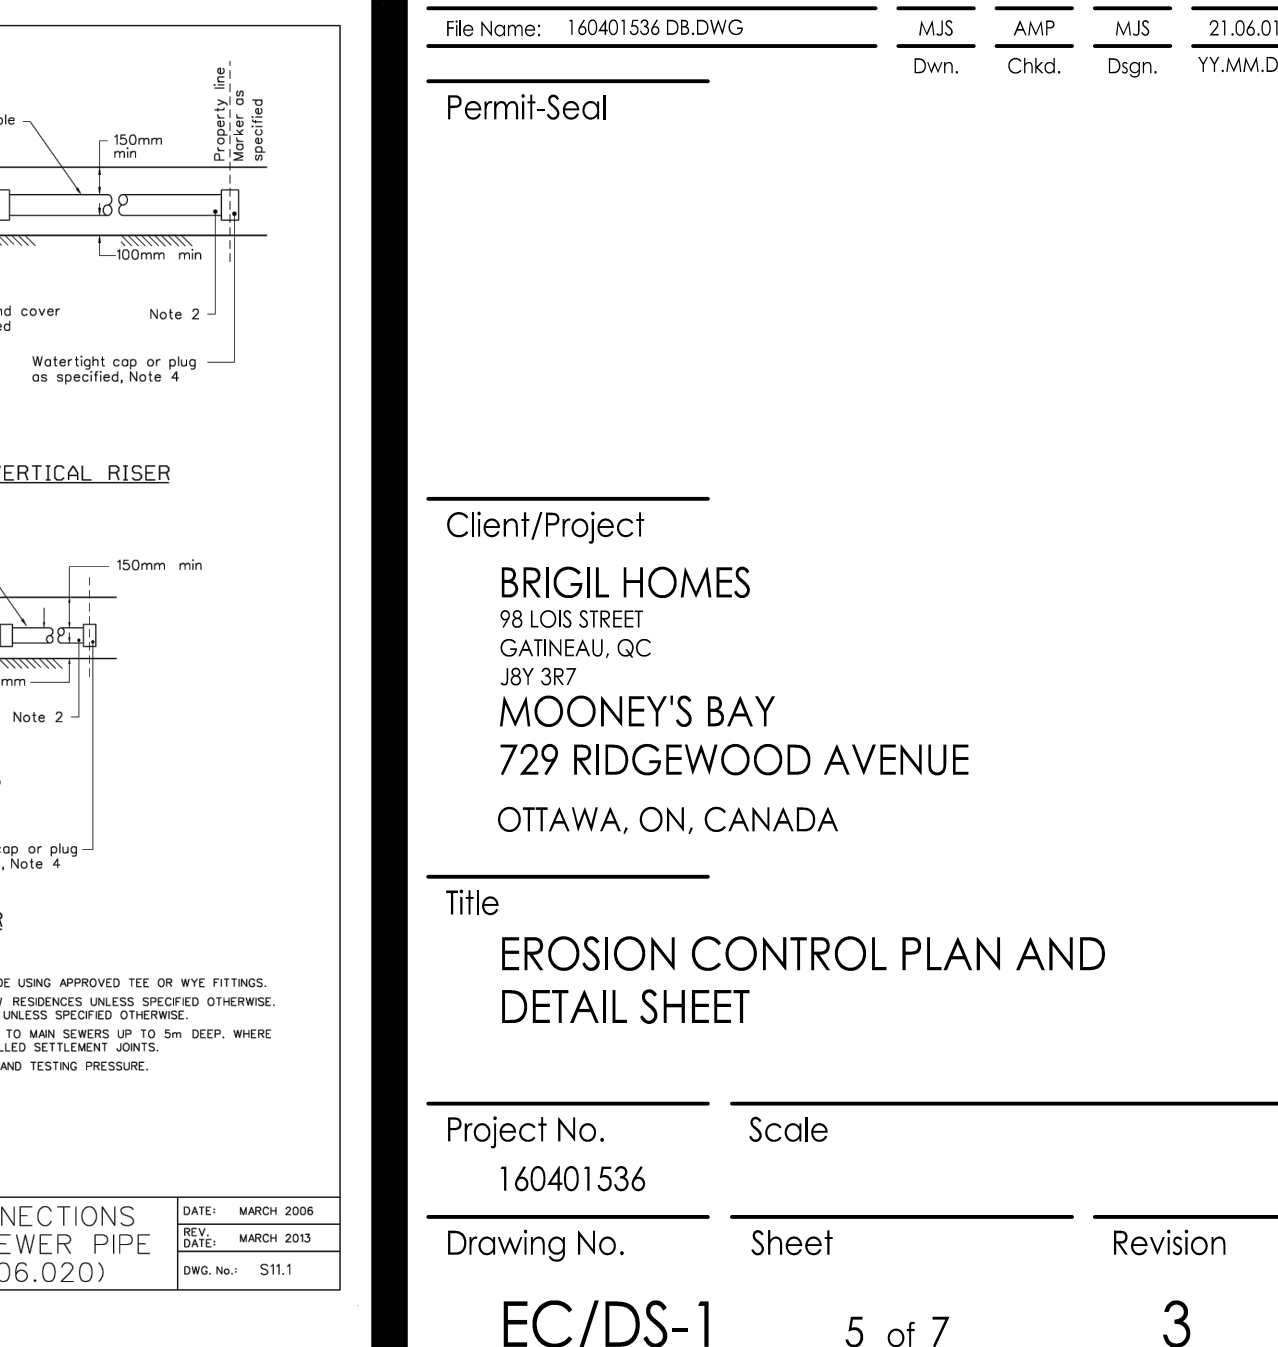 Property line
Marker as
specified
150mm
min
100mm min
cover
Note 2
Watertight cap or plug
as specified, Note 4
VERTICAL RISER
150mm min
mm
Note 2
cap or plug
, Note 4
USING APPROVED TEE OR WYE FITTINGS.
RESIDENCES UNLESS SPECIFIED OTHERWISE.
UNLESS SPECIFIED OTHERWISE.
TO MAIN SEWERS UP TO 5m DEEP. WHERE
SETTLEMENT JOINTS.
AND TESTING PRESSURE.
NECTIONS
EWER PIPE
06.020)
DATE: MARCH 2006
REV. DATE: MARCH 2013
DWG. No.: S11.1
File Name: 160401536 DB.DWG MJS AMP MJS 21.06.01
Dwn. Chkd. Dsgn. YY.MM.D
Permit-Seal
Client/Project
BRIGIL HOMES
98 LOIS STREET
GATINEAU, QC
J8Y 3R7
MOONEY'S BAY
729 RIDGEWOOD AVENUE
OTTAWA, ON, CANADA
Title
EROSION CONTROL PLAN AND
DETAIL SHEET
Project No. Scale
160401536
Drawing No. Sheet Revision
EC/DS-1 5 of 7 3